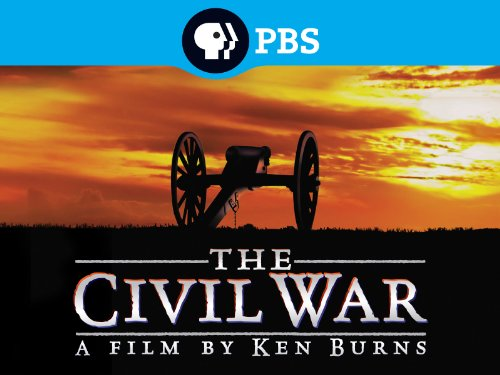 PBS
THE
CIVIL WAR
A FILM BY KEN BURNS